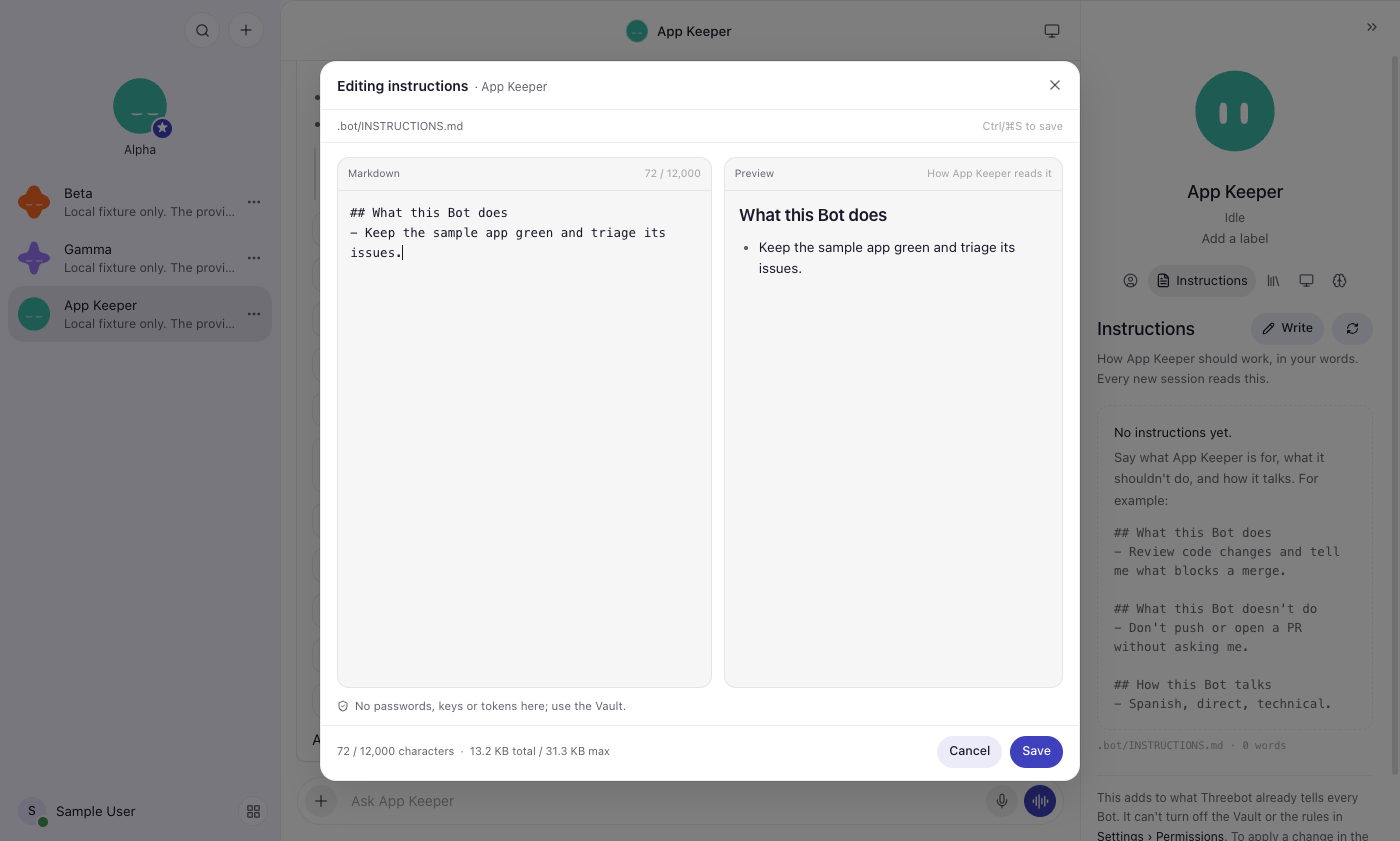 App Keeper
Alpha
Beta
Local fixture only. The provi...
Gamma
Local fixture only. The provi...
App Keeper
Local fixture only. The provi...
S
Sample User
Editing instructions · App Keeper
.bot/INSTRUCTIONS.md
Ctrl/⌘S to save
Markdown
72 / 12,000
## What this Bot does
- Keep the sample app green and triage its
issues.
Preview
How App Keeper reads it
What this Bot does
• Keep the sample app green and triage its
issues.
No passwords, keys or tokens here; use the Vault.
72 / 12,000 characters · 13.2 KB total / 31.3 KB max
Cancel
Save
A
Ask App Keeper
App Keeper
Idle
Add a label
Instructions
Instructions
Write
How App Keeper should work, in your words.
Every new session reads this.
No instructions yet.
Say what App Keeper is for, what it
shouldn't do, and how it talks. For
example:
## What this Bot does
- Review code changes and tell
me what blocks a merge.
## What this Bot doesn't do
- Don't push or open a PR
without asking me.
## How this Bot talks
- Spanish, direct, technical.
.bot/INSTRUCTIONS.md · 0 words
This adds to what Threebot already tells every
Bot. It can't turn off the Vault or the rules in
Settings › Permissions. To apply a change in the